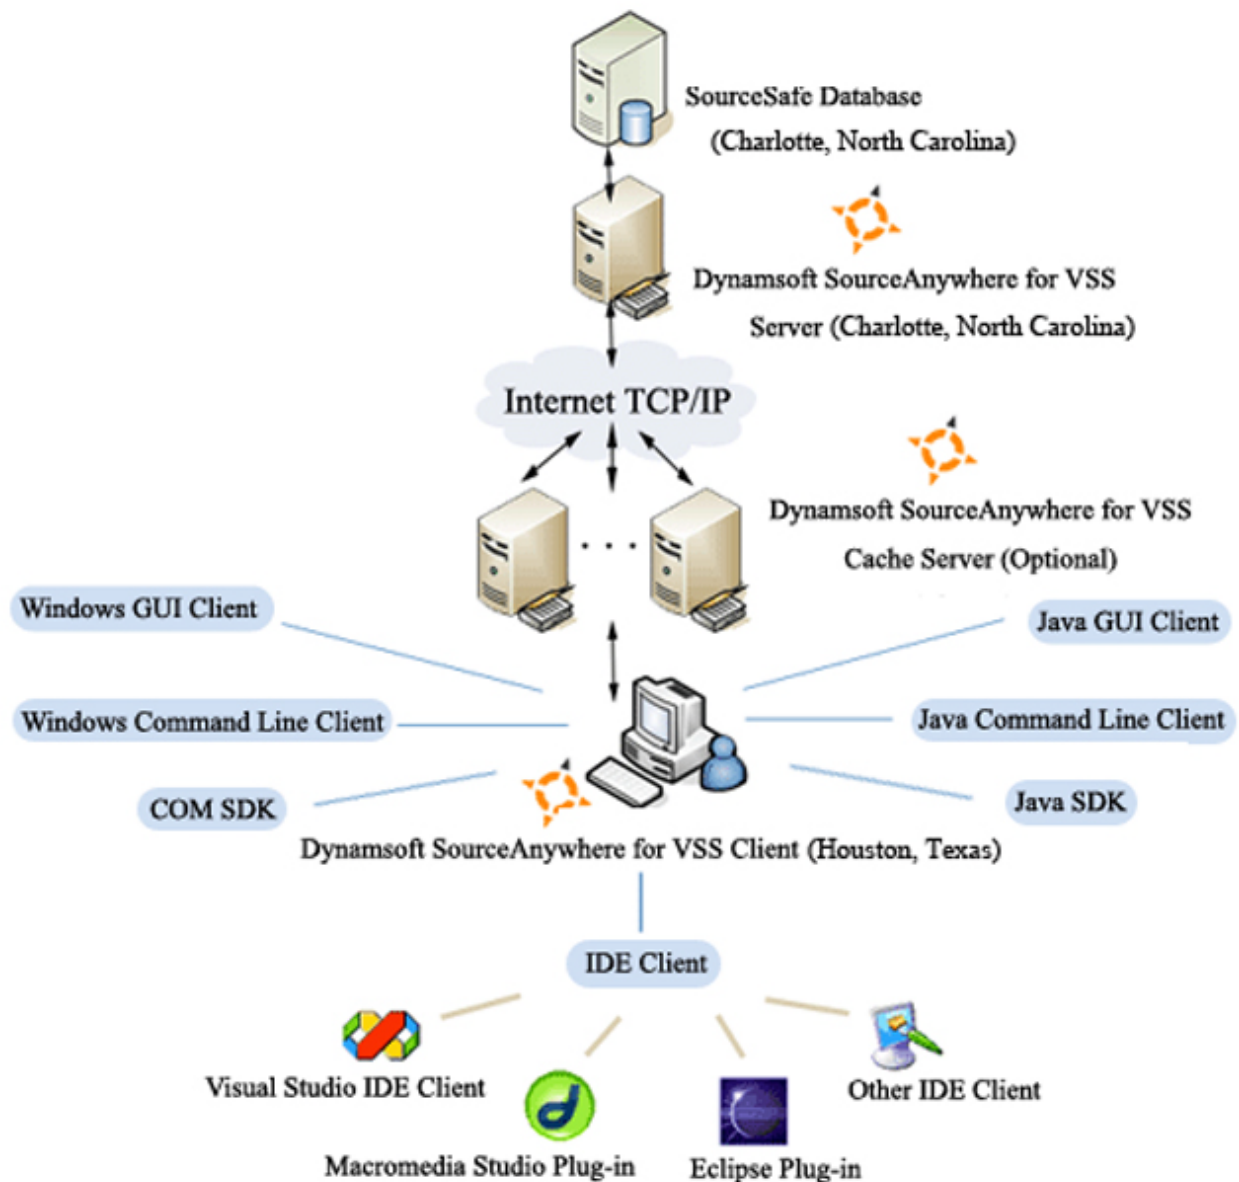 SourceSafe Database
(Charlotte, North Carolina)
Dynamsoft SourceAnywhere for VSS
Server (Charlotte, North Carolina)
Internet TCP/IP
Dynamsoft SourceAnywhere for VSS
Cache Server (Optional)
Windows GUI Client
Java GUI Client
Windows Command Line Client
Java Command Line Client
COM SDK
Java SDK
Dynamsoft SourceAnywhere for VSS Client (Houston, Texas)
IDE Client
Visual Studio IDE Client
Other IDE Client
Macromedia Studio Plug-in
Eclipse Plug-in